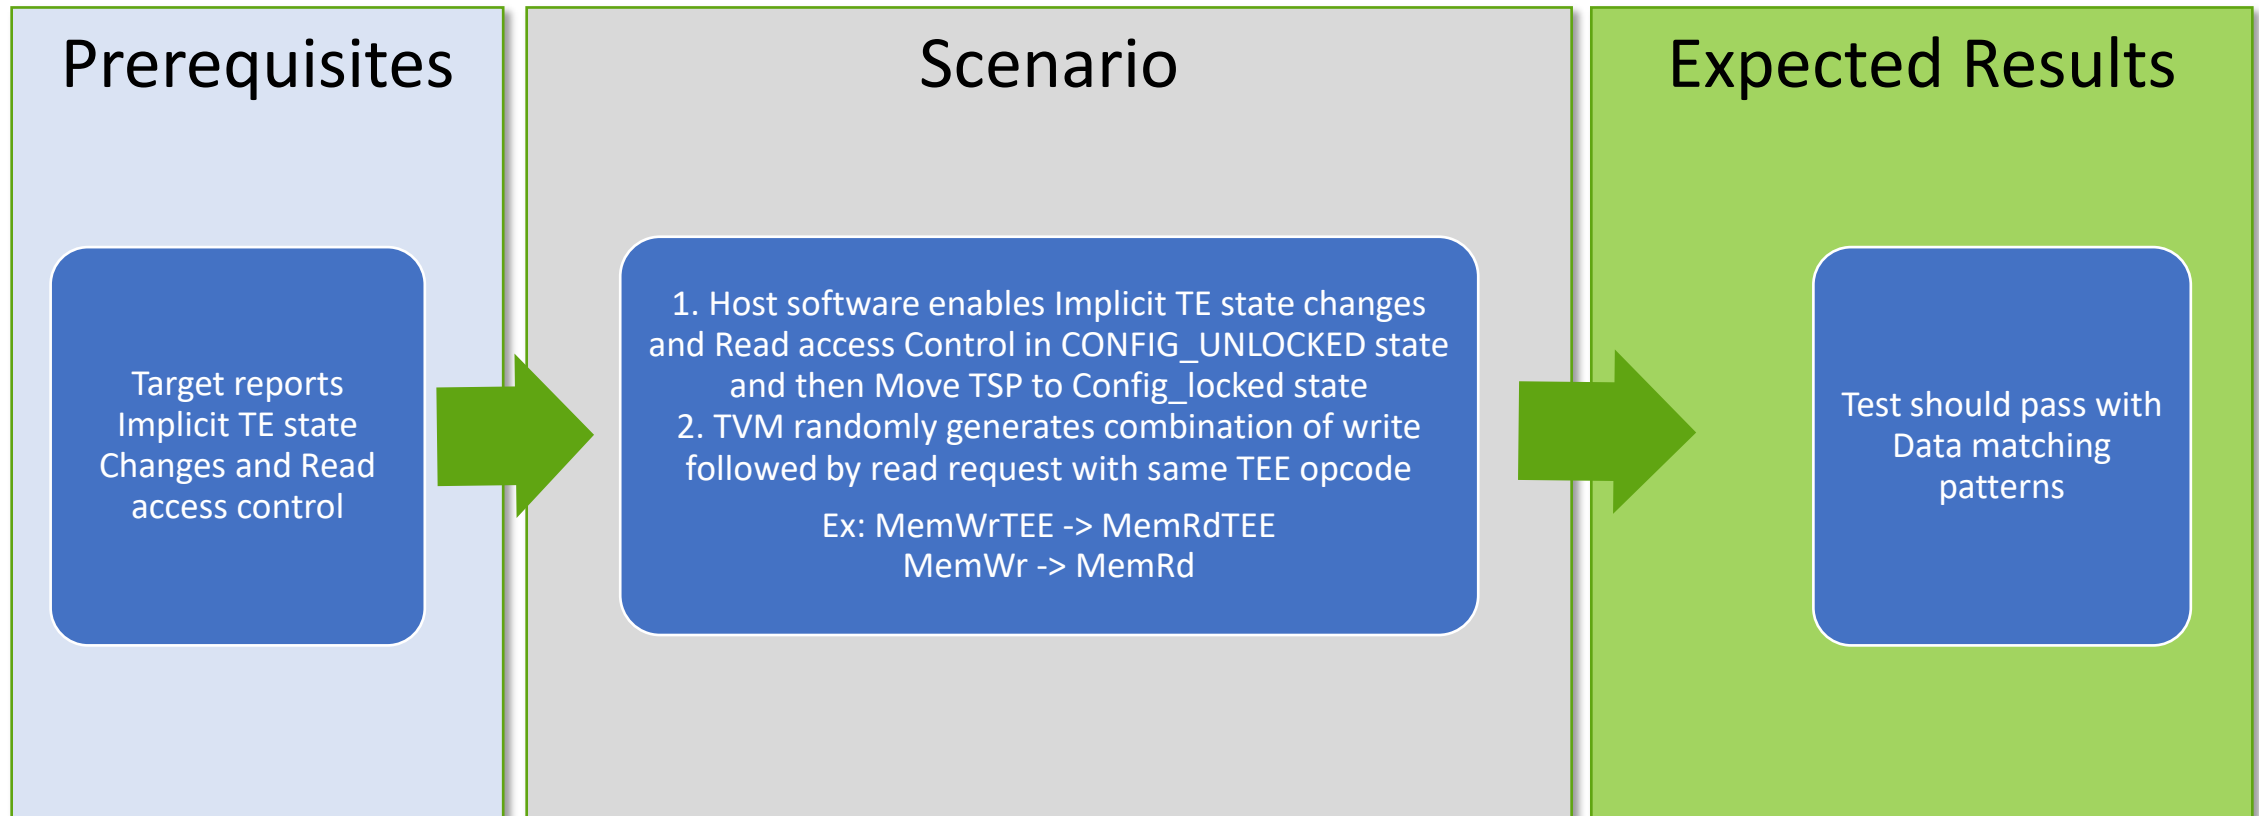 Prerequisites
Target reports
Implicit TE state
Changes and Read
access control
Scenario
1. Host software enables Implicit TE state changes
and Read access Control in CONFIG_UNLOCKED state
and then Move TSP to Config_locked state
2. TVM randomly generates combination of write
followed by read request with same TEE opcode
Ex: MemWrTEE -> MemRdTEE
MemWr -> MemRd
Expected Results
Test should pass with
Data matching
patterns